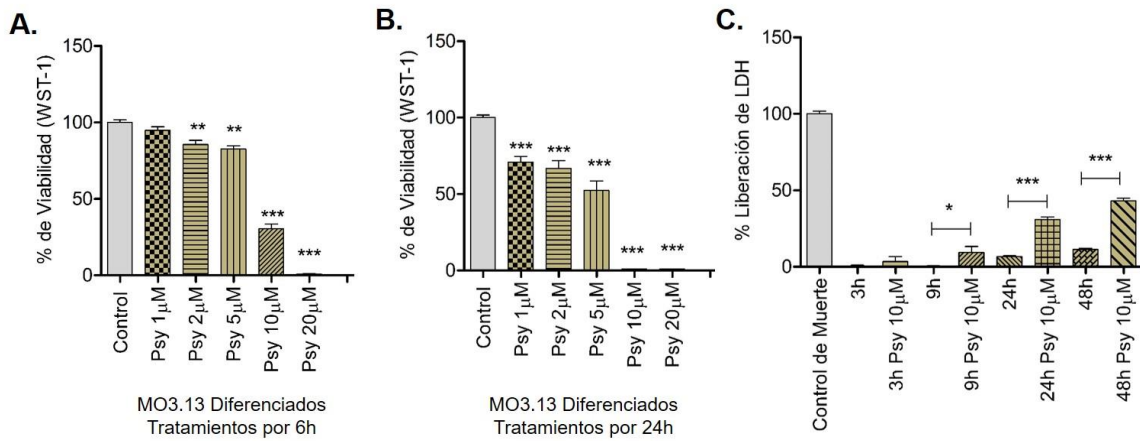 A.
% de Viabilidad (WST-1)
150
100
50
0
**
**
***
***
Control
Psy 1μM
Psy 2μM
Psy 5μM
Psy 10μM
Psy 20μM
MO3.13 Diferenciados
Tratamientos por 6h
B.
% de Viabilidad (WST-1)
150
100
50
0
***
***
***
***
***
Control
Psy 1μM
Psy 2μM
Psy 5μM
Psy 10μM
Psy 20μM
MO3.13 Diferenciados
Tratamientos por 24h
C.
% Liberación de LDH
150
100
50
0
*
***
***
Control de Muerte
3h
3h Psy 10μM
9h
9h Psy 10μM
24h
24h Psy 10μM
48h
48h Psy 10μM